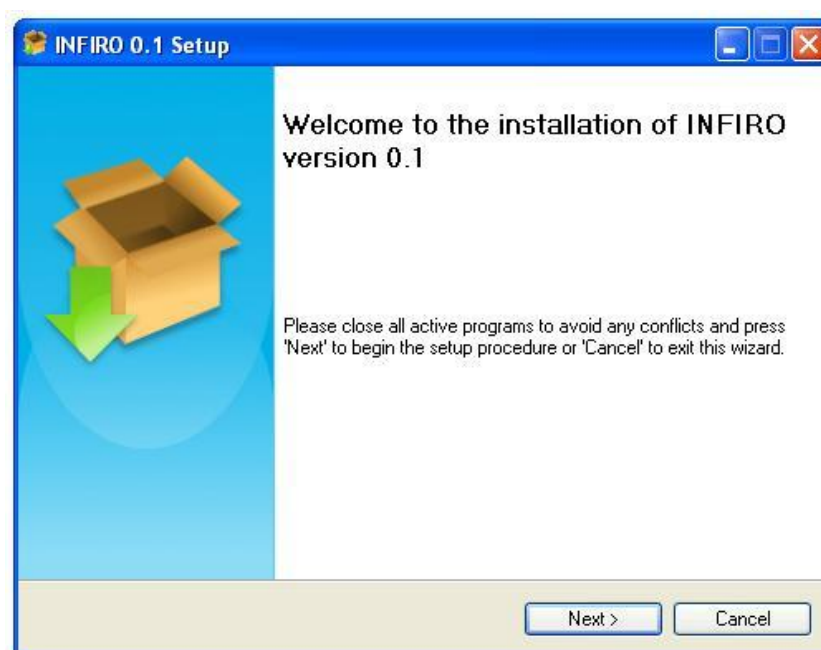 INFIRO 0.1 Setup
Welcome to the installation of INFIRO
version 0.1
Please close all active programs to avoid any conflicts and press
'Next' to begin the setup procedure or 'Cancel' to exit this wizard.
Next >
Cancel